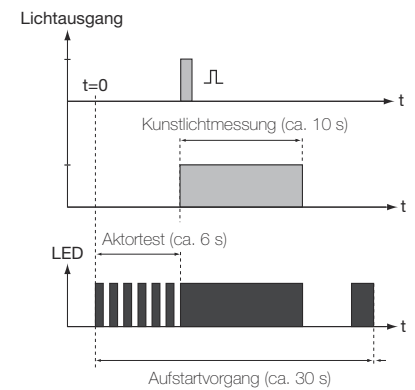 Lichtausgang
t=0
t
Kunstlichtmessung (ca. 10 s)
t
Aktortest (ca. 6 s)
LED
t
Aufstartvorgang (ca. 30 s)